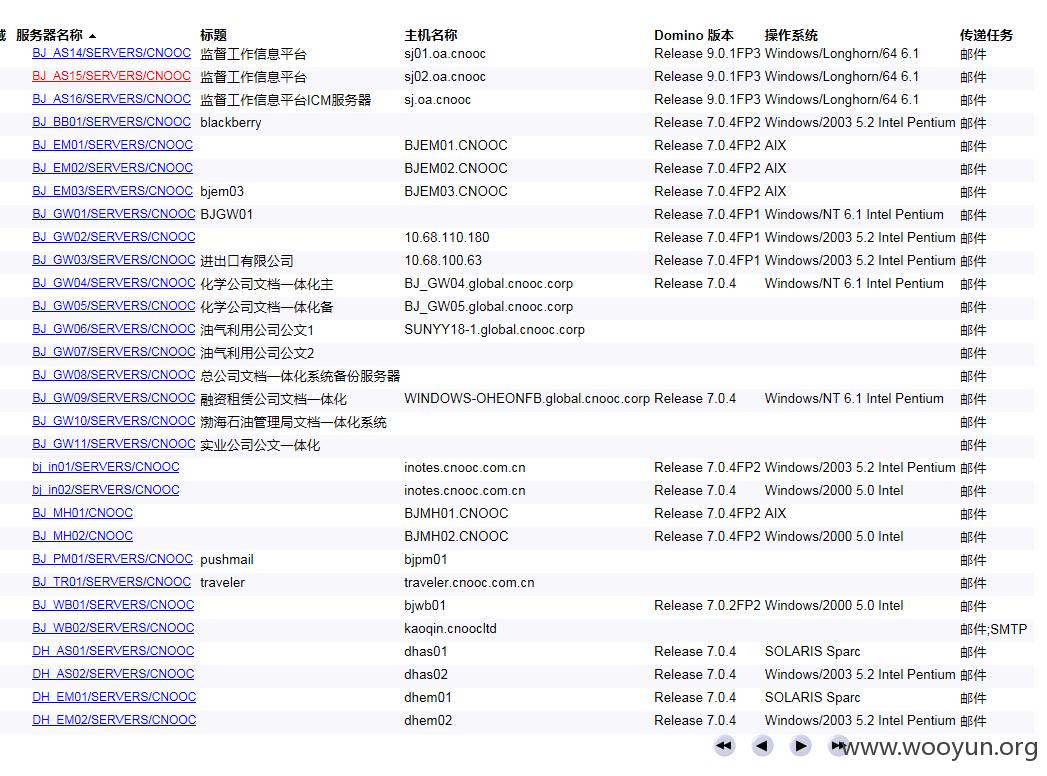 域 服务器名称 标题 主机名称 Domino 版本 操作系统 传递任务
BJ_AS14/SERVERS/CNOOC 监督工作信息平台 sj01.oa.cnooc Release 9.0.1FP3 Windows/Longhorn/64 6.1 邮件
BJ_AS15/SERVERS/CNOOC 监督工作信息平台 sj02.oa.cnooc Release 9.0.1FP3 Windows/Longhorn/64 6.1 邮件
BJ_AS16/SERVERS/CNOOC 监督工作信息平台ICM服务器 sj.oa.cnooc Release 9.0.1FP3 Windows/Longhorn/64 6.1 邮件
BJ_BB01/SERVERS/CNOOC blackberry Release 7.0.4FP2 Windows/2003 5.2 Intel Pentium 邮件
BJ_EM01/SERVERS/CNOOC BJEM01.CNOOC Release 7.0.4FP2 AIX 邮件
BJ_EM02/SERVERS/CNOOC BJEM02.CNOOC Release 7.0.4FP2 AIX 邮件
BJ_EM03/SERVERS/CNOOC bjem03 BJEM03.CNOOC Release 7.0.4FP2 AIX 邮件
BJ_GW01/SERVERS/CNOOC BJGW01 Release 7.0.4FP1 Windows/NT 6.1 Intel Pentium 邮件
BJ_GW02/SERVERS/CNOOC 10.68.110.180 Release 7.0.4FP1 Windows/2003 5.2 Intel Pentium 邮件
BJ_GW03/SERVERS/CNOOC 进出口有限公司 10.68.100.63 Release 7.0.4FP1 Windows/2003 5.2 Intel Pentium 邮件
BJ_GW04/SERVERS/CNOOC 化学公司文档一体化主 BJ_GW04.global.cnooc.corp Release 7.0.4 Windows/NT 6.1 Intel Pentium 邮件
BJ_GW05/SERVERS/CNOOC 化学公司文档一体化备 BJ_GW05.global.cnooc.corp 邮件
BJ_GW06/SERVERS/CNOOC 油气利用公司公文1 SUNYY18-1.global.cnooc.corp 邮件
BJ_GW07/SERVERS/CNOOC 油气利用公司公文2 邮件
BJ_GW08/SERVERS/CNOOC 总公司文档一体化系统备份服务器 邮件
BJ_GW09/SERVERS/CNOOC 融资租赁公司文档一体化 WINDOWS-OHEONFB.global.cnooc.corp Release 7.0.4 Windows/NT 6.1 Intel Pentium 邮件
BJ_GW10/SERVERS/CNOOC 渤海石油管理局文档一体化系统 邮件
BJ_GW11/SERVERS/CNOOC 实业公司公文一体化 邮件
bj_in01/SERVERS/CNOOC inotes.cnooc.com.cn Release 7.0.4FP2 Windows/2003 5.2 Intel Pentium 邮件
bj_in02/SERVERS/CNOOC inotes.cnooc.com.cn Release 7.0.4 Windows/2000 5.0 Intel 邮件
BJ_MH01/CNOOC BJMH01.CNOOC Release 7.0.4FP2 AIX 邮件
BJ_MH02/CNOOC BJMH02.CNOOC Release 7.0.4FP2 Windows/2000 5.0 Intel 邮件
BJ_PM01/SERVERS/CNOOC pushmail bjpm01 邮件
BJ_TR01/SERVERS/CNOOC traveler traveler.cnooc.com.cn 邮件
BJ_WB01/SERVERS/CNOOC bjwb01 Release 7.0.2FP2 Windows/2000 5.0 Intel 邮件
BJ_WB02/SERVERS/CNOOC kaoqin.cnoocltd 邮件;SMTP
DH_AS01/SERVERS/CNOOC dhas01 Release 7.0.4 SOLARIS Sparc 邮件
DH_AS02/SERVERS/CNOOC dhas02 Release 7.0.4 Windows/2003 5.2 Intel Pentium 邮件
DH_EM01/SERVERS/CNOOC dhem01 Release 7.0.4 SOLARIS Sparc 邮件
DH_EM02/SERVERS/CNOOC dhem02 Release 7.0.4 Windows/2003 5.2 Intel Pentium 邮件
www.wooyun.org